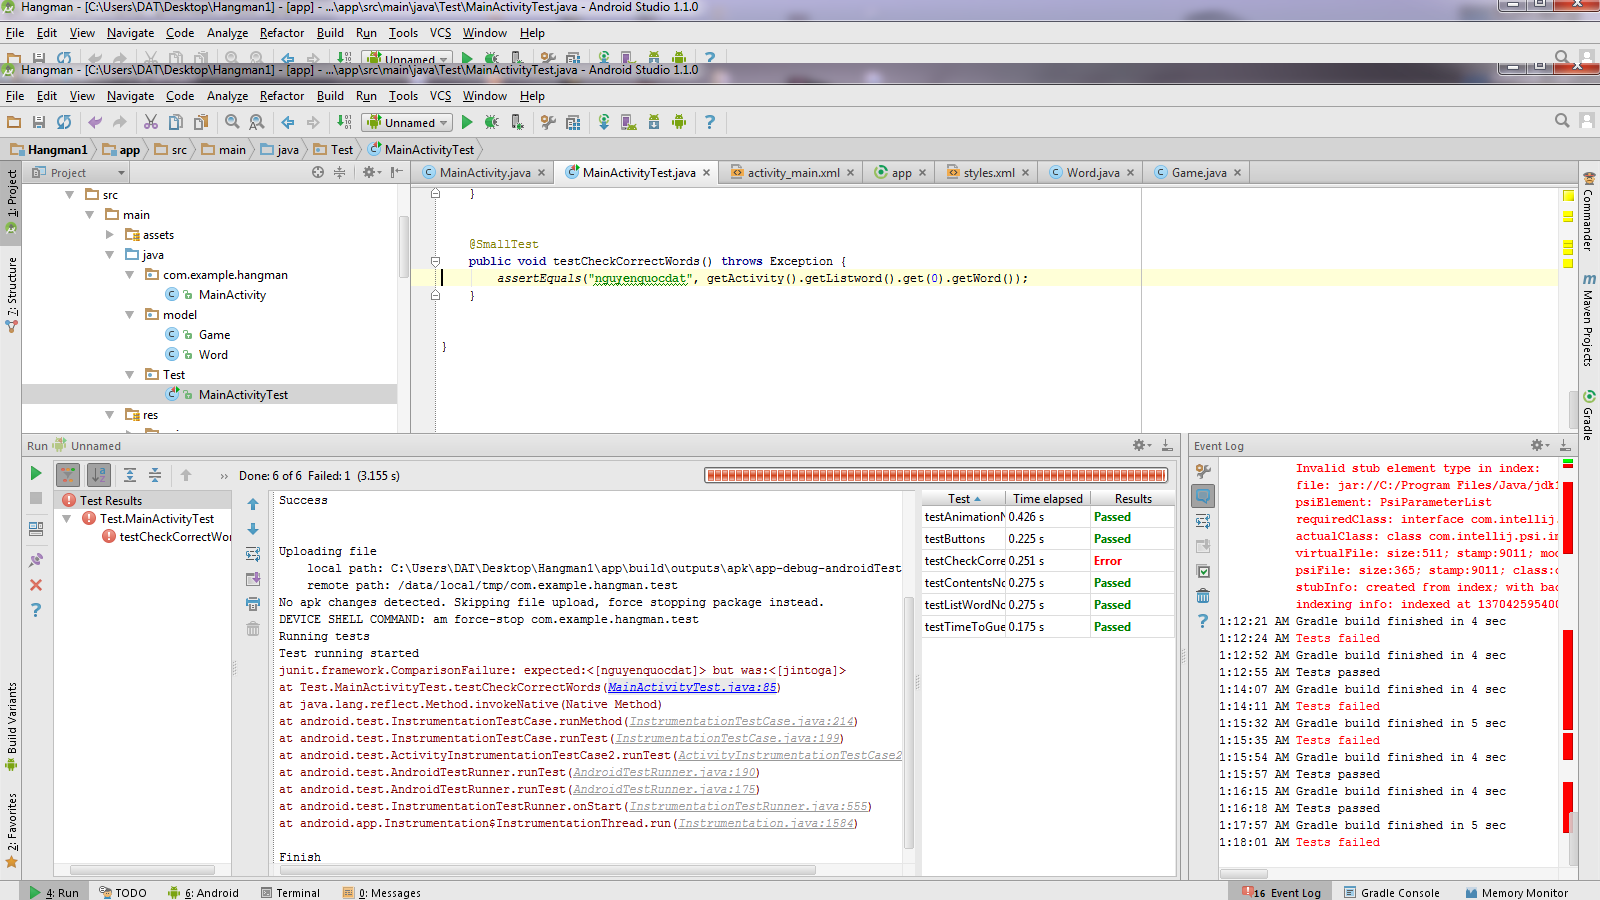 Hangman - [C:\Users\DAT\Desktop\Hangman1] - [app] - ...\app\src\main\java\Test\MainActivityTest.java - Android Studio 1.1.0
File Edit View Navigate Code Analyze Refactor Build Run Tools VCS Window Help
Unnamed
Hangman - [C:\Users\DAT\Desktop\Hangman1] - [app] - ...\app\src\main\java\Test\MainActivityTest.java - Android Studio 1.1.0
File Edit View Navigate Code Analyze Refactor Build Run Tools VCS Window Help
Unnamed
Hangman1 app src main java Test MainActivityTest
1: Project
7: Structure
Build Variants
2: Favorites
Project
src
main
assets
java
com.example.hangman
MainActivity
model
Game
Word
Test
MainActivityTest
res
MainActivity.java MainActivityTest.java activity_main.xml app styles.xml Word.java Game.java
}
@SmallTest
public void testCheckCorrectWords() throws Exception {
assertEquals("nguyenquocdat", getActivity().getListword().get(0).getWord());
}
}
Commander
Maven Projects
Gradle
Run Unnamed
Done: 6 of 6 Failed: 1 (3.155 s)
Test Results
Test.MainActivityTest
testCheckCorrectWor
Success
Uploading file
local path: C:\Users\DAT\Desktop\Hangman1\app\build\outputs\apk\app-debug-androidTest
remote path: /data/local/tmp/com.example.hangman.test
No apk changes detected. Skipping file upload, force stopping package instead.
DEVICE SHELL COMMAND: am force-stop com.example.hangman.test
Running tests
Test running started
junit.framework.ComparisonFailure: expected:<[nguyenquocdat]> but was:<[jintoga]>
at Test.MainActivityTest.testCheckCorrectWords(MainActivityTest.java:85)
at java.lang.reflect.Method.invokeNative(Native Method)
at android.test.InstrumentationTestCase.runMethod(InstrumentationTestCase.java:214)
at android.test.InstrumentationTestCase.runTest(InstrumentationTestCase.java:199)
at android.test.ActivityInstrumentationTestCase2.runTest(ActivityInstrumentationTestCase2
at android.test.AndroidTestRunner.runTest(AndroidTestRunner.java:190)
at android.test.AndroidTestRunner.runTest(AndroidTestRunner.java:175)
at android.test.InstrumentationTestRunner.onStart(InstrumentationTestRunner.java:555)
at android.app.Instrumentation$InstrumentationThread.run(Instrumentation.java:1584)
Finish
Test Time elapsed Results
testAnimationN 0.426 s Passed
testButtons 0.225 s Passed
testCheckCorre 0.251 s Error
testContentsNo 0.275 s Passed
testListWordNo 0.275 s Passed
testTimeToGue 0.175 s Passed
Event Log
Invalid stub element type in index:
file: jar://C:/Program Files/Java/jdk1
psiElement: PsiParameterList
requiredClass: interface com.intellij.
actualClass: class com.intellij.psi.im
virtualFile: size:511; stamp:9011; mod
psiFile: size:365; stamp:9011; class:c
stubInfo: created from index; with bac
indexing info: indexed at 137042595400
1:12:21 AM Gradle build finished in 4 sec
1:12:24 AM Tests failed
1:12:52 AM Gradle build finished in 4 sec
1:12:55 AM Tests passed
1:14:07 AM Gradle build finished in 4 sec
1:14:11 AM Tests failed
1:15:32 AM Gradle build finished in 5 sec
1:15:35 AM Tests failed
1:15:54 AM Gradle build finished in 4 sec
1:15:57 AM Tests passed
1:16:15 AM Gradle build finished in 4 sec
1:16:18 AM Tests passed
1:17:57 AM Gradle build finished in 5 sec
1:18:01 AM Tests failed
4: Run TODO 6: Android Terminal 0: Messages 16 Event Log Gradle Console Memory Monitor